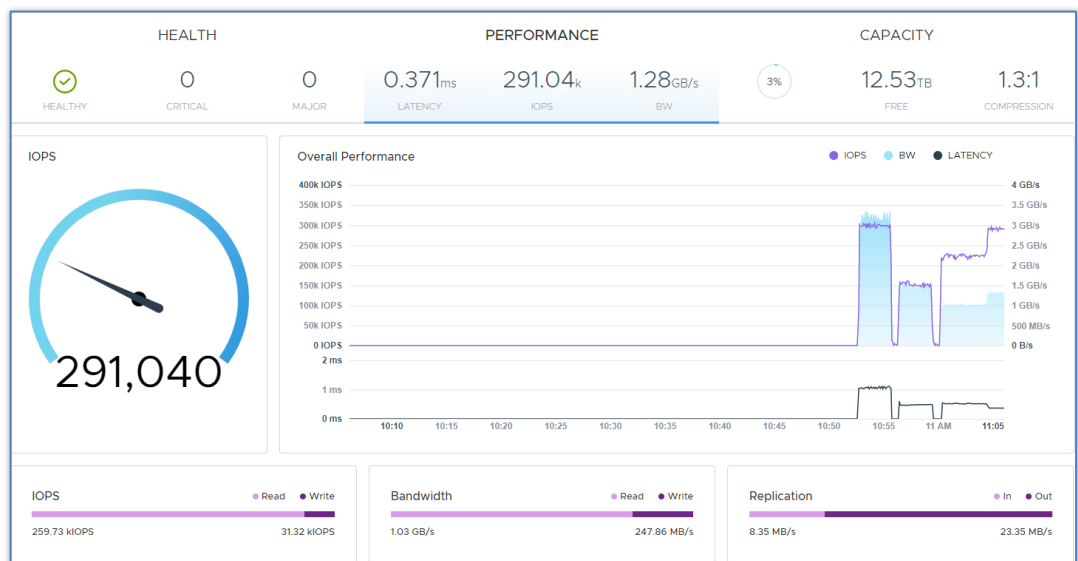 HEALTH PERFORMANCE CAPACITY
0 0 0.371ms 291.04k 1.28GB/s 3% 12.53TB 1.3:1
HEALTHY CRITICAL MAJOR LATENCY IOPS BW FREE COMPRESSION
IOPS
291,040
Overall Performance
IOPS BW LATENCY
400k IOPS 4 GB/s
350k IOPS 3.5 GB/s
300k IOPS 3 GB/s
250k IOPS 2.5 GB/s
200k IOPS 2 GB/s
150k IOPS 1.5 GB/s
100k IOPS 1 GB/s
50k IOPS 500 MB/s
0 IOPS 0 B/s
2 ms
1 ms
0 ms
10:10 10:15 10:20 10:25 10:30 10:35 10:40 10:45 10:50 10:55 11 AM 11:05
IOPS Read Write
259.73 kIOPS 31.32 kIOPS
Bandwidth Read Write
1.03 GB/s 247.86 MB/s
Replication In Out
8.35 MB/s 23.35 MB/s